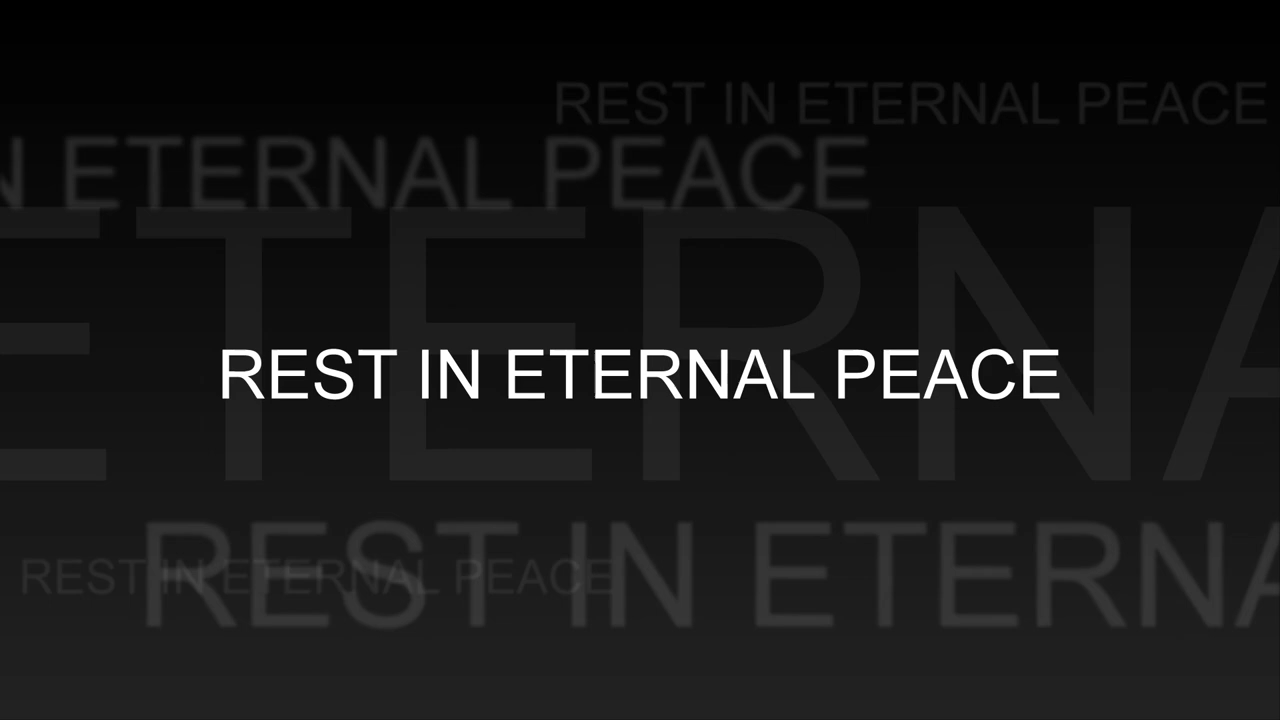 REST IN ETERNAL PEACE
N ETERNAL PEACE
ETERNA
REST IN ETERNAL PEACE
REST IN ETERNA
REST IN ETERNAL PEACE